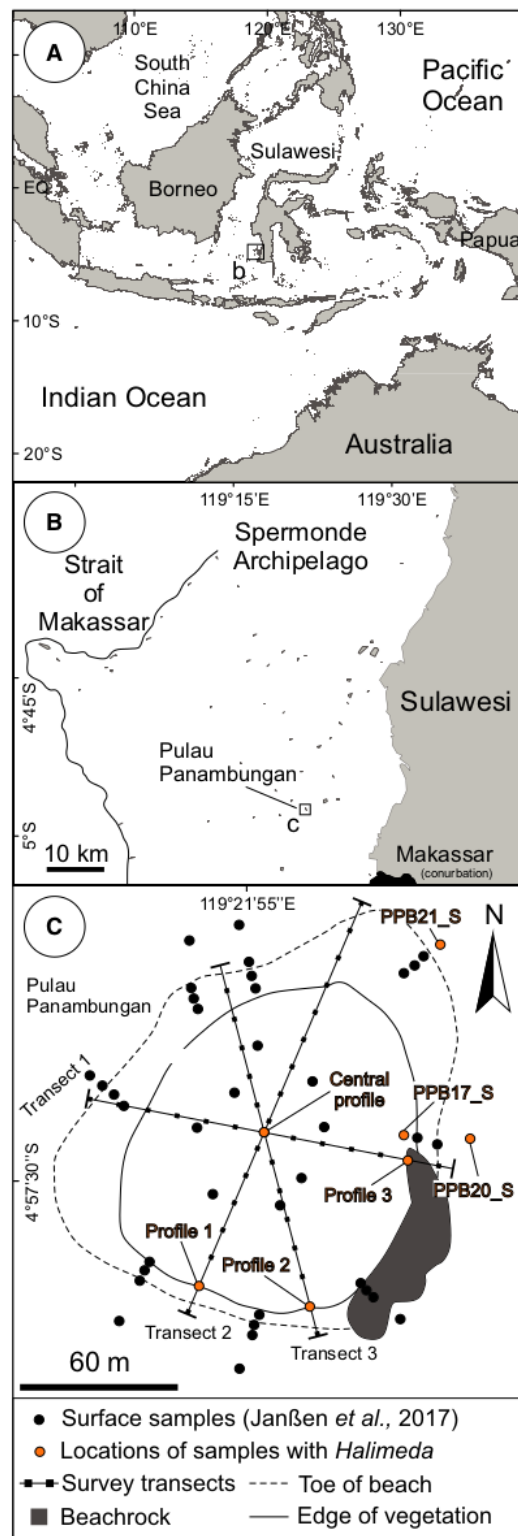 A
110°E
120°E
130°E
South
China
Sea
Pacific
Ocean
Sulawesi
EQ
Borneo
Papua
b
10°S
Indian Ocean
Australia
20°S
B
119°15'E
119°30'E
Spermonde
Archipelago
Strait
of
Makassar
4°45'S
Sulawesi
Pulau
Panambungan
c
5°S
10 km
Makassar
(conurbation)
C
119°21'55"E
N
PPB21_S
Pulau
Panambungan
Transect 1
Central
profile
PPB17_S
4°57'30"S
Profile 3
PPB20_S
Profile 1
Profile 2
Transect 2
Transect 3
60 m
Surface samples (Janßen et al., 2017)
Locations of samples with Halimeda
Survey transects
Toe of beach
Beachrock
Edge of vegetation